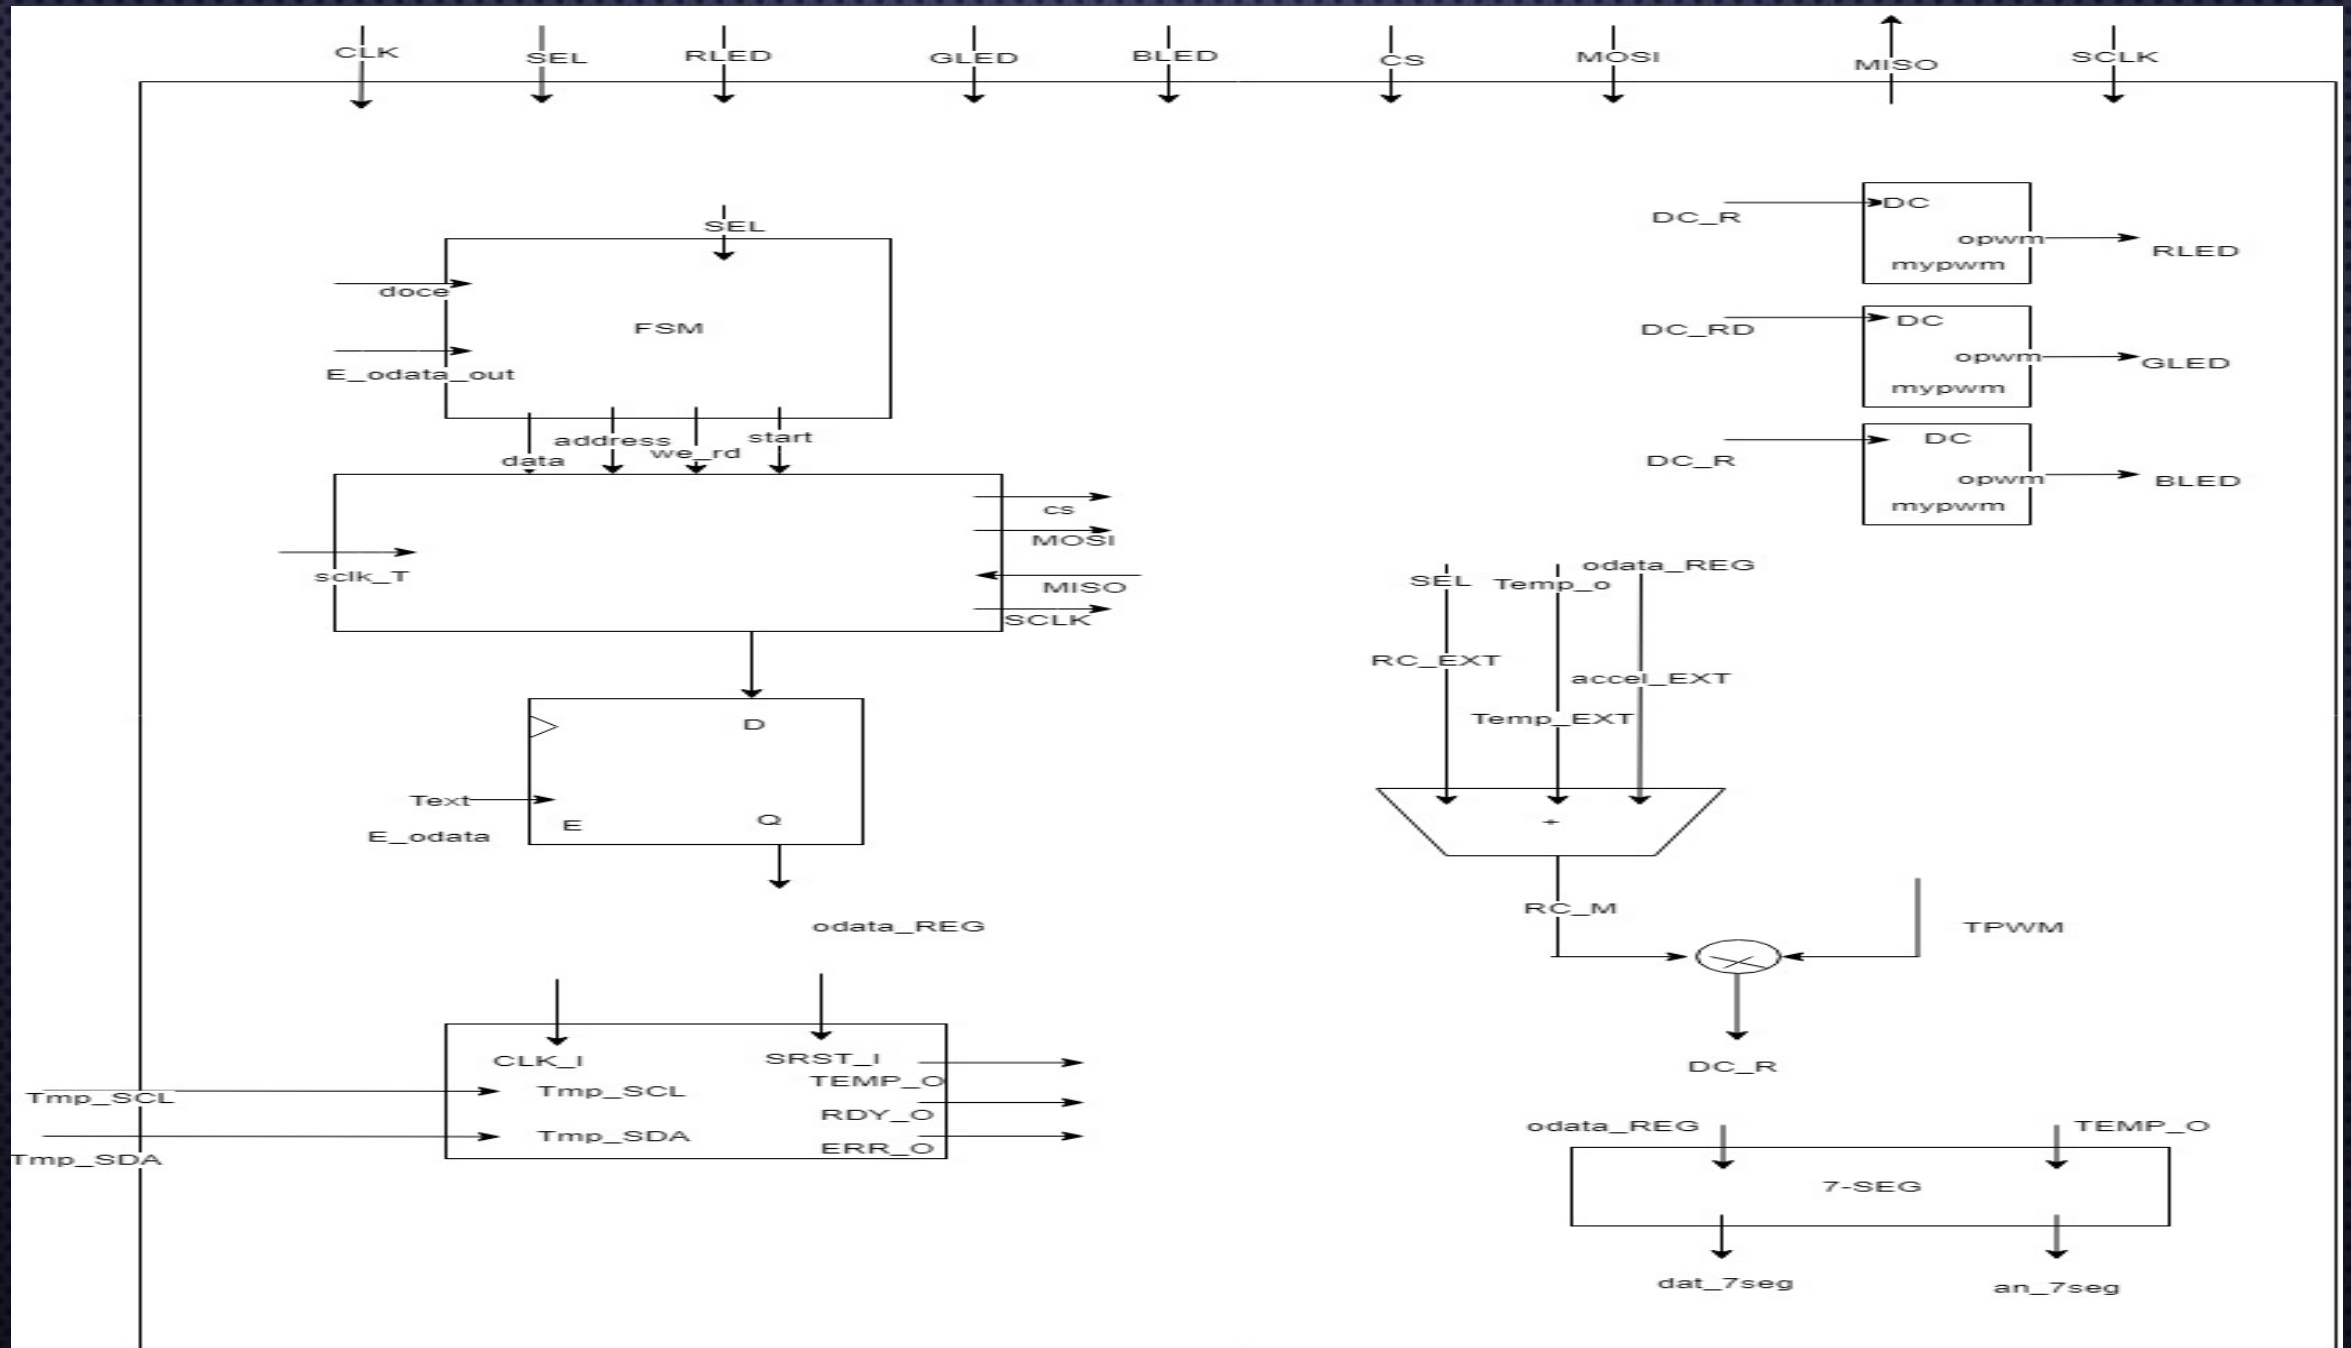 CLK
SEL
RLED
GLED
BLED
CS
MOSI
MISO
SCLK
SEL
doce
FSM
E_odata_out
data
address
we_rd
start
cs
MOSI
sclk_T
MISO
SCLK
D
Text
E
Q
E_odata
odata_REG
CLK_I
SRST_I
Tmp_SCL
Tmp_SCL
TEMP_O
RDY_O
Tmp_SDA
Tmp_SDA
ERR_O
DC_R
DC
opwm
RLED
mypwm
DC_RD
DC
opwm
GLED
mypwm
DC_R
DC
opwm
BLED
mypwm
SEL
Temp_o
odata_REG
RC_EXT
accel_EXT
Temp_EXT
+
RC_M
TPWM
DC_R
odata_REG
TEMP_O
7-SEG
dat_7seg
an_7seg